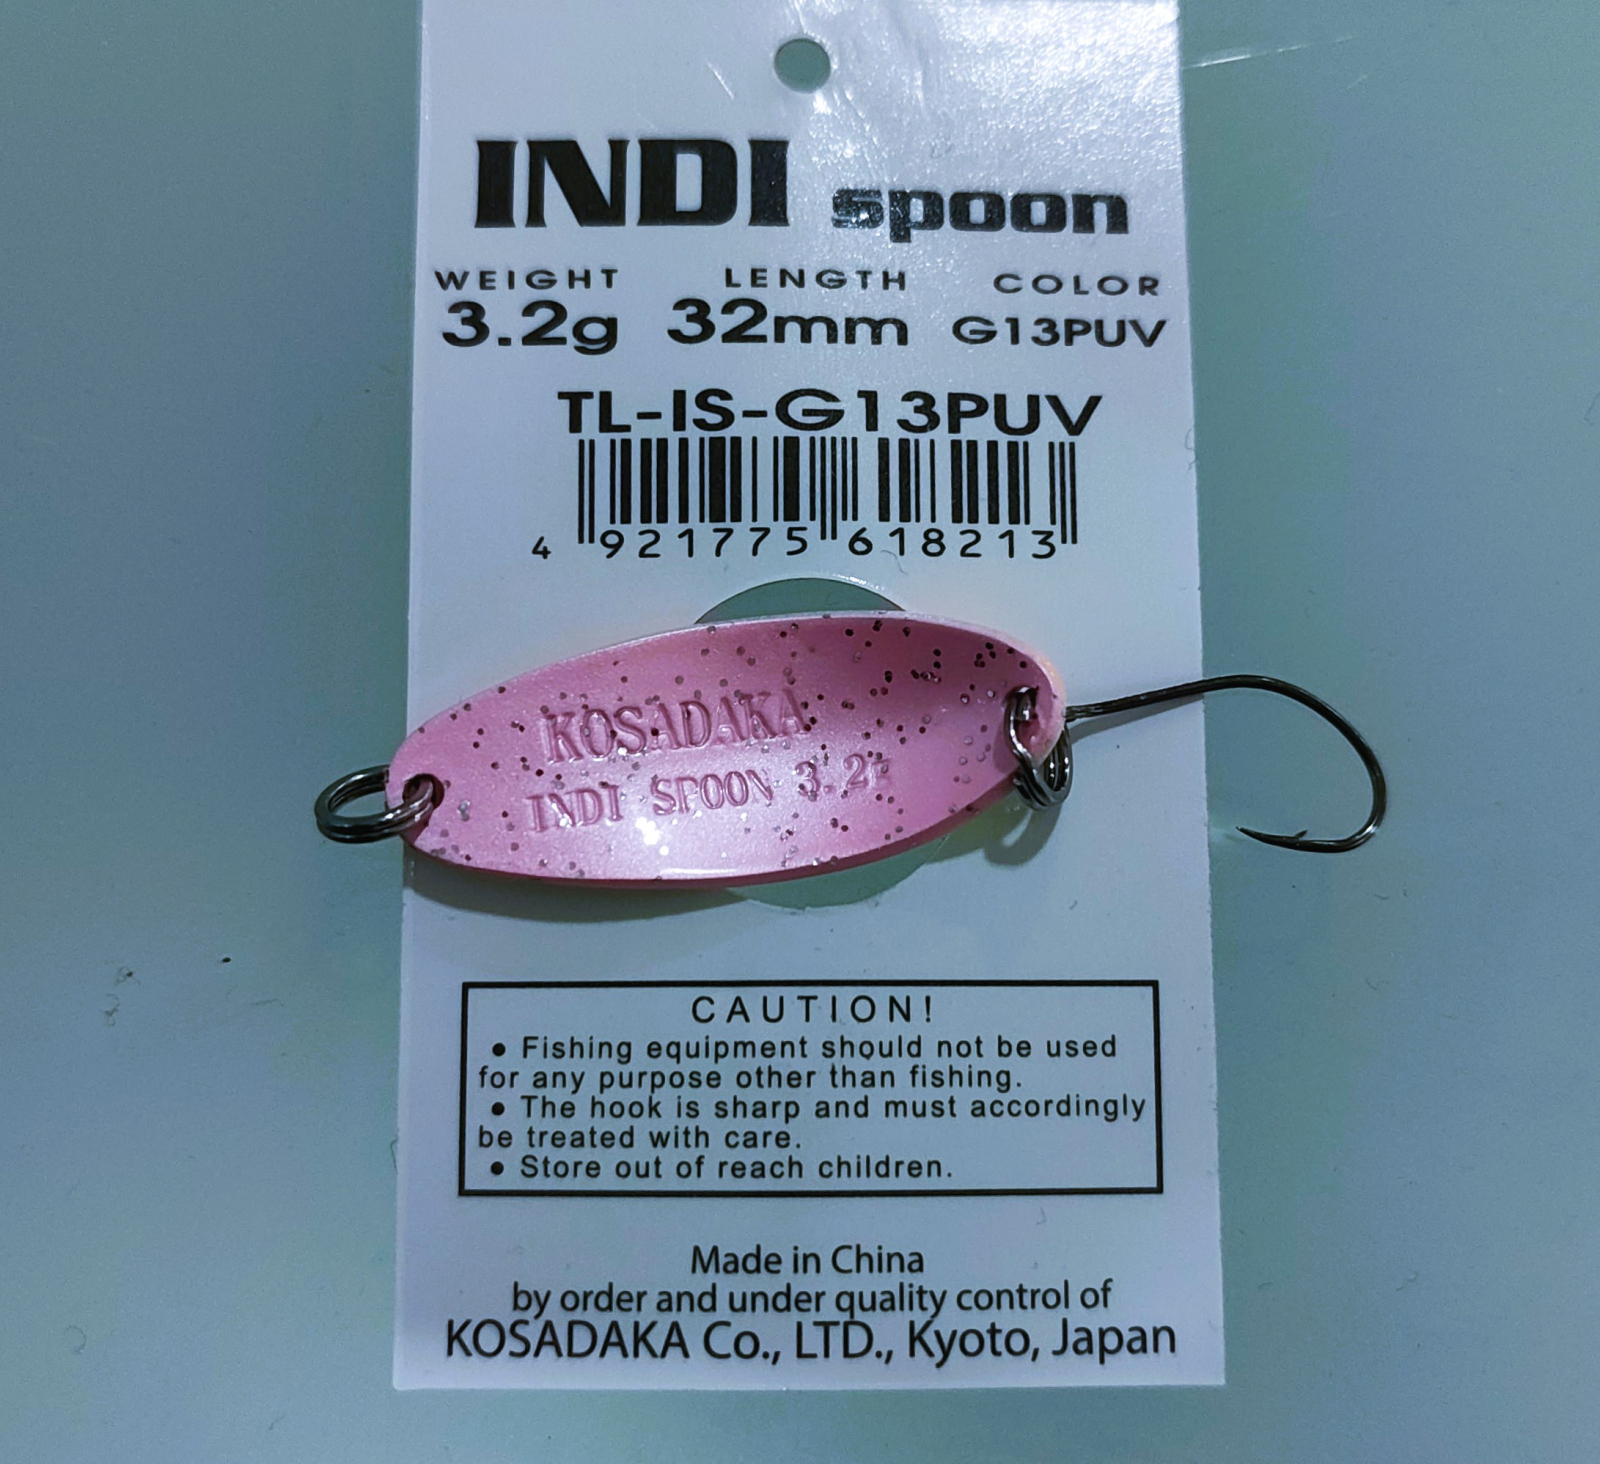 INDI spoon
WEIGHT LENGTH COLOR
3.2g 32mm G13PUV
TL-IS-G13PUV
4 921775 618213
KOSADAKA
INDI SPOON 3.2g
CAUTION!
• Fishing equipment should not be used
for any purpose other than fishing.
• The hook is sharp and must accordingly
be treated with care.
• Store out of reach children.
Made in China
by order and under quality control of
KOSADAKA Co., LTD., Kyoto, Japan